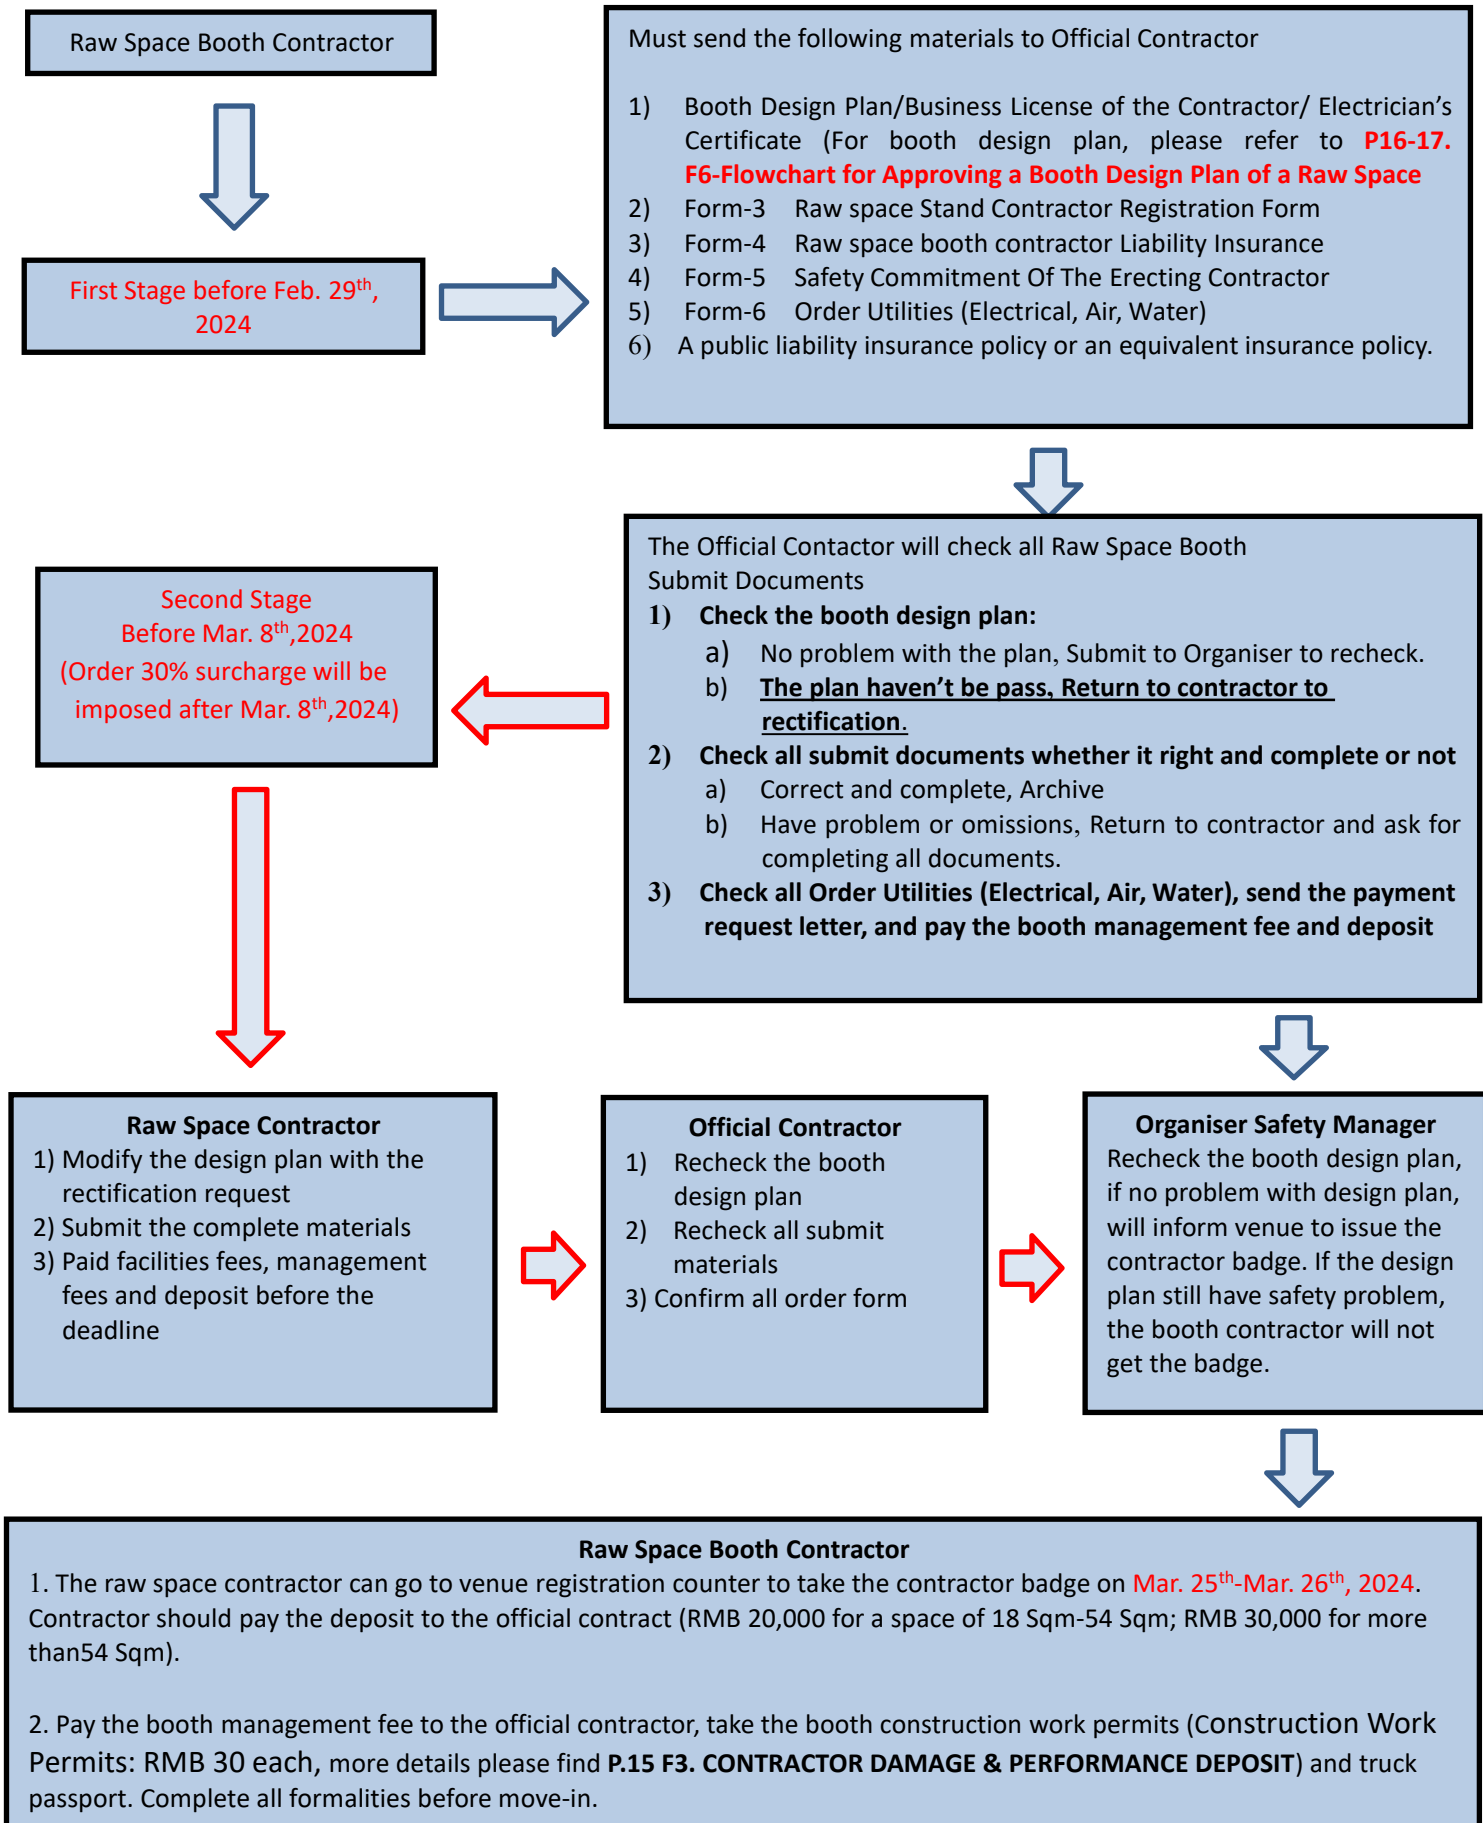 Raw Space Booth Contractor
Must send the following materials to Official Contractor
1) Booth Design Plan/Business License of the Contractor/ Electrician's
Certificate (For booth design plan, please refer to P16-17.
F6-Flowchart for Approving a Booth Design Plan of a Raw Space
2) Form-3 Raw space Stand Contractor Registration Form
3) Form-4 Raw space booth contractor Liability Insurance
4) Form-5 Safety Commitment Of The Erecting Contractor
5) Form-6 Order Utilities (Electrical, Air, Water)
6) A public liability insurance policy or an equivalent insurance policy.
First Stage before Feb. 29th,
2024
The Official Contactor will check all Raw Space Booth
Submit Documents
1) Check the booth design plan:
a) No problem with the plan, Submit to Organiser to recheck.
b) The plan haven't be pass, Return to contractor to
rectification.
2) Check all submit documents whether it right and complete or not
a) Correct and complete, Archive
b) Have problem or omissions, Return to contractor and ask for
completing all documents.
3) Check all Order Utilities (Electrical, Air, Water), send the payment
request letter, and pay the booth management fee and deposit
Second Stage
Before Mar. 8th,2024
(Order 30% surcharge will be
imposed after Mar. 8th,2024)
Raw Space Contractor
1) Modify the design plan with the
rectification request
2) Submit the complete materials
3) Paid facilities fees, management
fees and deposit before the
deadline
Official Contractor
1) Recheck the booth
design plan
2) Recheck all submit
materials
3) Confirm all order form
Organiser Safety Manager
Recheck the booth design plan,
if no problem with design plan,
will inform venue to issue the
contractor badge. If the design
plan still have safety problem,
the booth contractor will not
get the badge.
Raw Space Booth Contractor
1. The raw space contractor can go to venue registration counter to take the contractor badge on Mar. 25th-Mar. 26th, 2024.
Contractor should pay the deposit to the official contract (RMB 20,000 for a space of 18 Sqm-54 Sqm; RMB 30,000 for more
than54 Sqm).
2. Pay the booth management fee to the official contractor, take the booth construction work permits (Construction Work
Permits: RMB 30 each, more details please find P.15 F3. CONTRACTOR DAMAGE & PERFORMANCE DEPOSIT) and truck
passport. Complete all formalities before move-in.